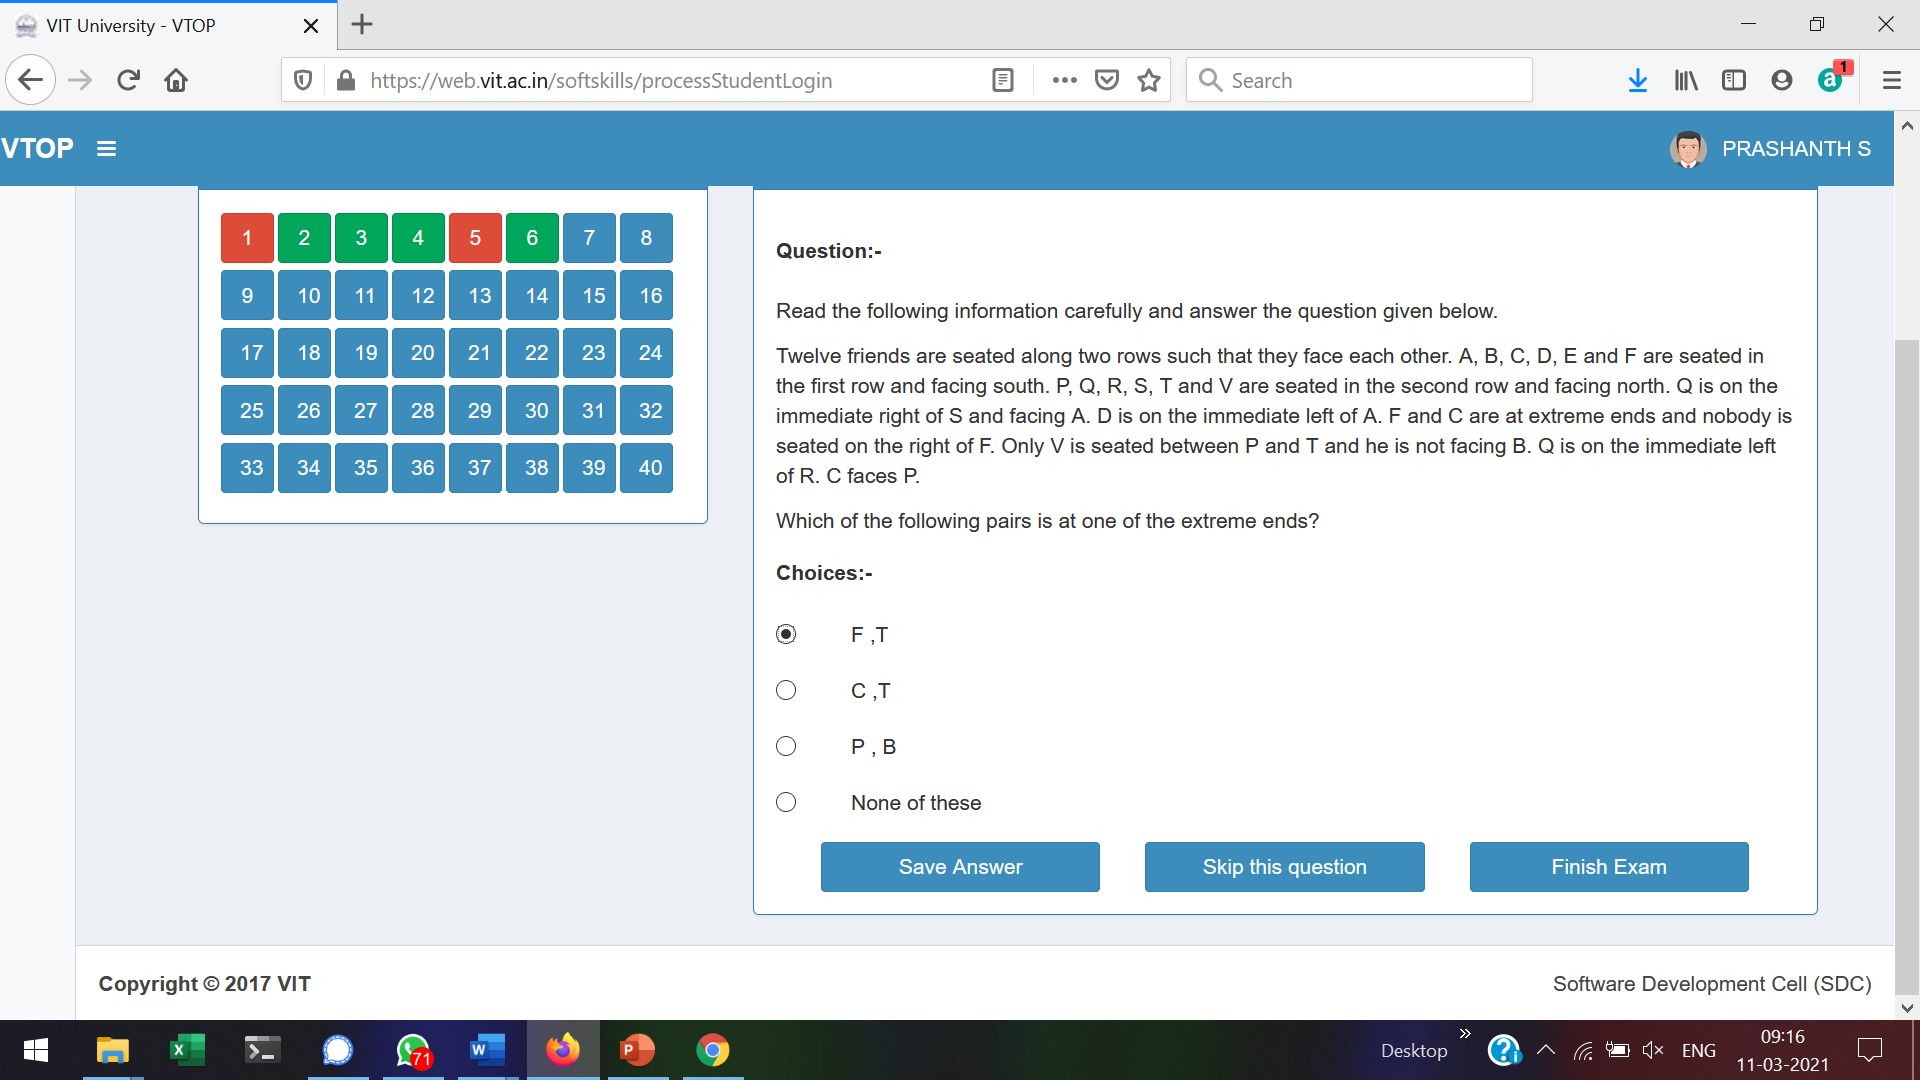 VIT University - VTOP
https://web.vit.ac.in/softskills/processStudentLogin
Search
1
VTOP
PRASHANTH S
1 2 3 4 5 6 7 8
9 10 11 12 13 14 15 16
17 18 19 20 21 22 23 24
25 26 27 28 29 30 31 32
33 34 35 36 37 38 39 40
Question:-
Read the following information carefully and answer the question given below.
Twelve friends are seated along two rows such that they face each other. A, B, C, D, E and F are seated in
the first row and facing south. P, Q, R, S, T and V are seated in the second row and facing north. Q is on the
immediate right of S and facing A. D is on the immediate left of A. F and C are at extreme ends and nobody is
seated on the right of F. Only V is seated between P and T and he is not facing B. Q is on the immediate left
of R. C faces P.
Which of the following pairs is at one of the extreme ends?
Choices:-
F ,T
C ,T
P , B
None of these
Save Answer
Skip this question
Finish Exam
Copyright © 2017 VIT
Software Development Cell (SDC)
71
Desktop
ENG
09:16
11-03-2021